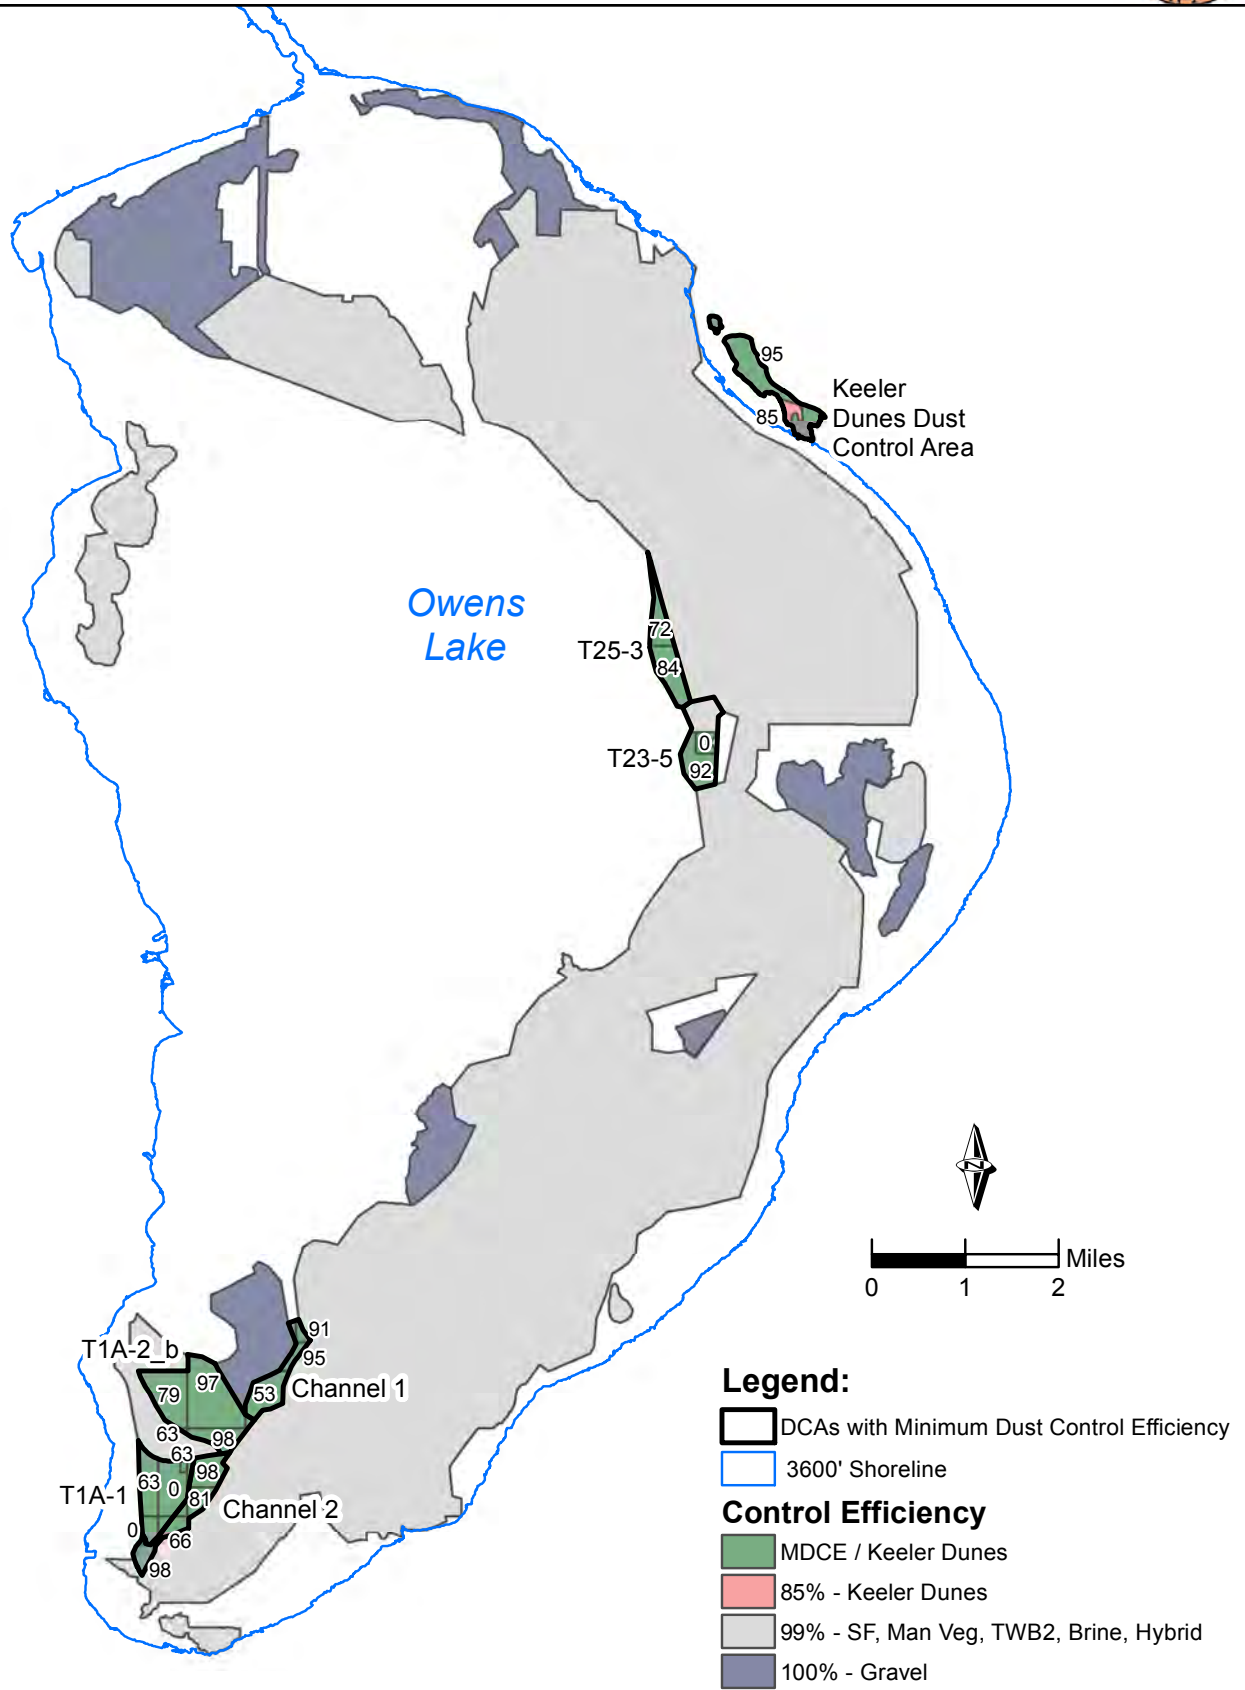 95
Keeler
Dunes Dust
Control Area
85
Owens
Lake
72
T25-3
84
0
T23-5
92
N
Miles
0 1 2
91
T1A-2_b
95
97
79
53
Channel 1
63
98
63
98
63
0
T1A-1
81
Channel 2
0
66
98
Legend:
DCAs with Minimum Dust Control Efficiency
3600' Shoreline
Control Efficiency
MDCE / Keeler Dunes
85% - Keeler Dunes
99% - SF, Man Veg, TWB2, Brine, Hybrid
100% - Gravel